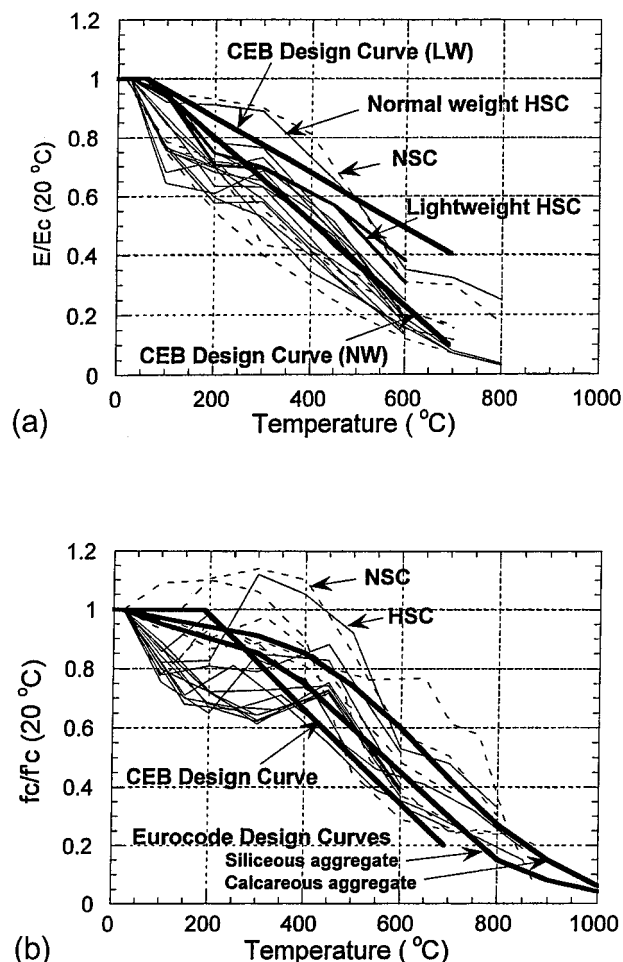 1.2
CEB Design Curve (LW)
1
Normal weight HSC
0.8
NSC
0.6
Lightweight HSC
E/Ec (20 °C)
0.4
0.2
CEB Design Curve (NW)
0
0 200 400 600 800 1000
(a) Temperature ( °C)
1.2
NSC
1
HSC
0.8
fc/f'c (20 °C)
0.6
CEB Design Curve
0.4
Eurocode Design Curves
0.2 Siliceous aggregate
Calcareous aggregate
0
0 200 400 600 800 1000
(b) Temperature ( °C)